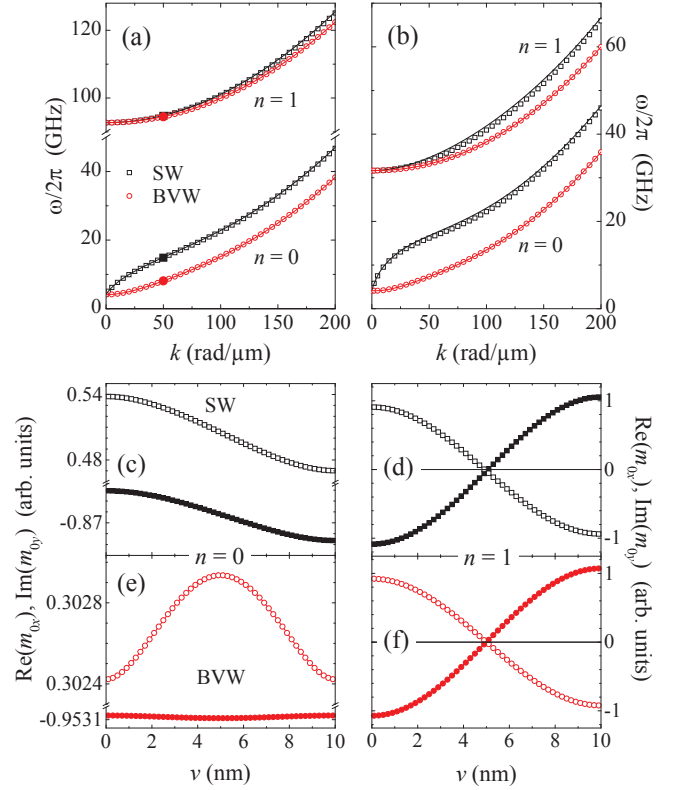 (a)
(b)
120
100
40
20
0
ω/2π (GHz)
n = 1
SW
BVW
n = 0
0 50 100 150 200
k (rad/μm)
n = 1
n = 0
60
40
20
0
ω/2π (GHz)
0 50 100 150 200
k (rad/μm)
Re(m0x), Im(m0y) (arb. units)
0.54
0.48
-0.87
SW
(c)
(d)
1
0
-1
n = 0
n = 1
(e)
0.3028
0.3024
-0.9531
BVW
(f)
1
0
-1
Re(m0x), Im(m0y) (arb. units)
0 2 4 6 8 10
v (nm)
0 2 4 6 8 10
v (nm)